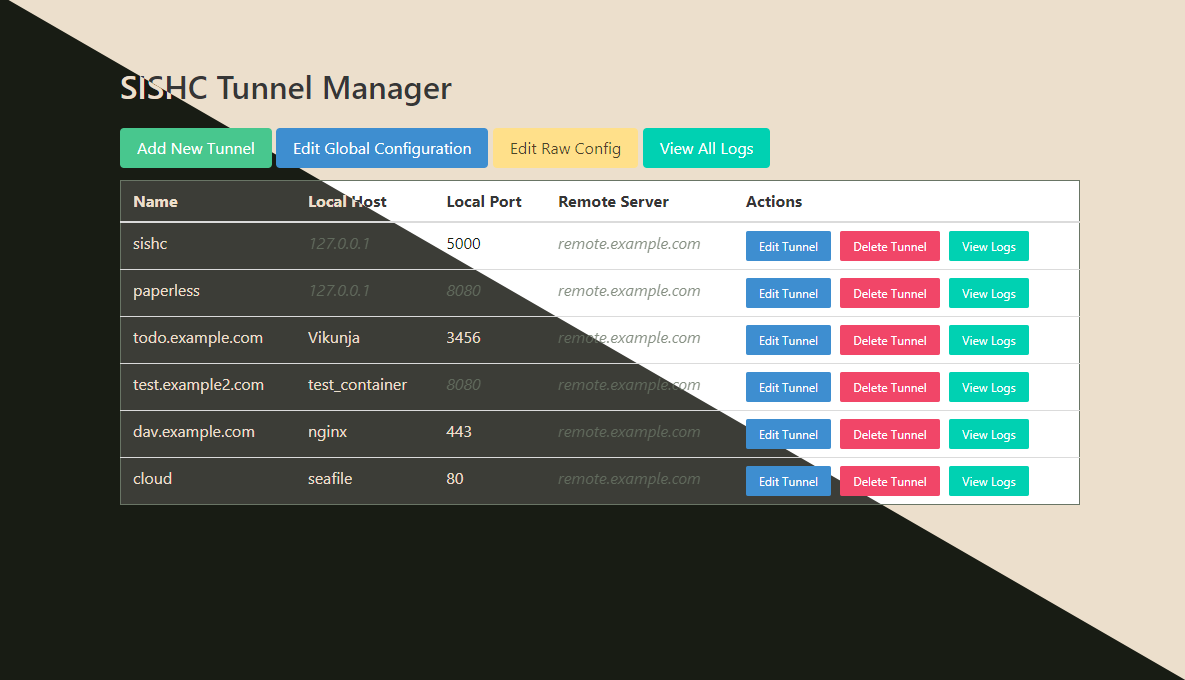 SISHC Tunnel Manager
Add New Tunnel Edit Global Configuration Edit Raw Config View All Logs
Name Local Host Local Port Remote Server Actions
sishc 127.0.0.1 5000 remote.example.com Edit Tunnel Delete Tunnel View Logs
paperless 127.0.0.1 8080 remote.example.com Edit Tunnel Delete Tunnel View Logs
todo.example.com Vikunja 3456 remote.example.com Edit Tunnel Delete Tunnel View Logs
test.example2.com test_container 8080 remote.example.com Edit Tunnel Delete Tunnel View Logs
dav.example.com nginx 443 remote.example.com Edit Tunnel Delete Tunnel View Logs
cloud seafile 80 remote.example.com Edit Tunnel Delete Tunnel View Logs